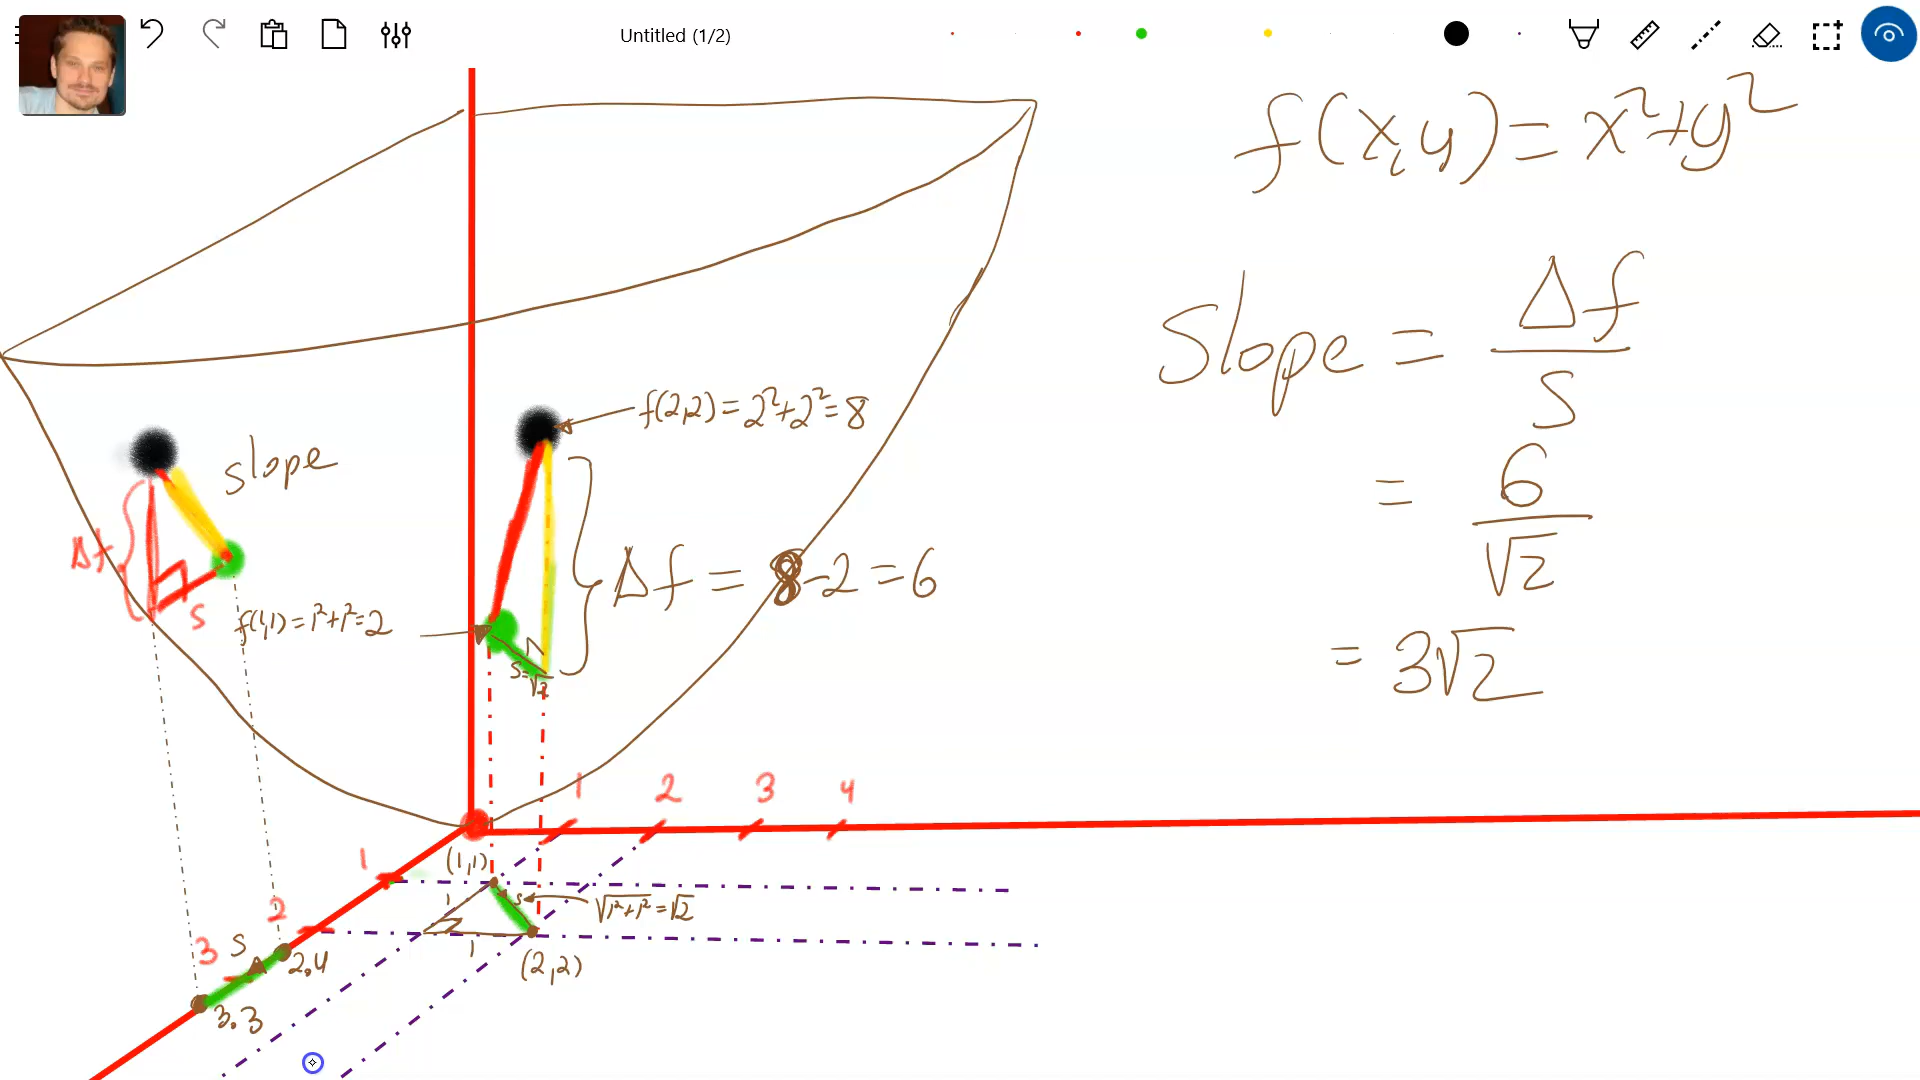 Untitled (1/2)
f(x,y) = x²+y²
Slope = Δf
S
= 6
√2
= 3√2
f(2,2) = 2²+2² = 8
slope
Δf
S
f(1,1) = 1²+1² = 2
Δf = 8-2 = 6
S=√2
1 2 3 4
(1,1)
1
1
S
√1²+1² = √2
1
(2,2)
2
3
S
2,4
3.3